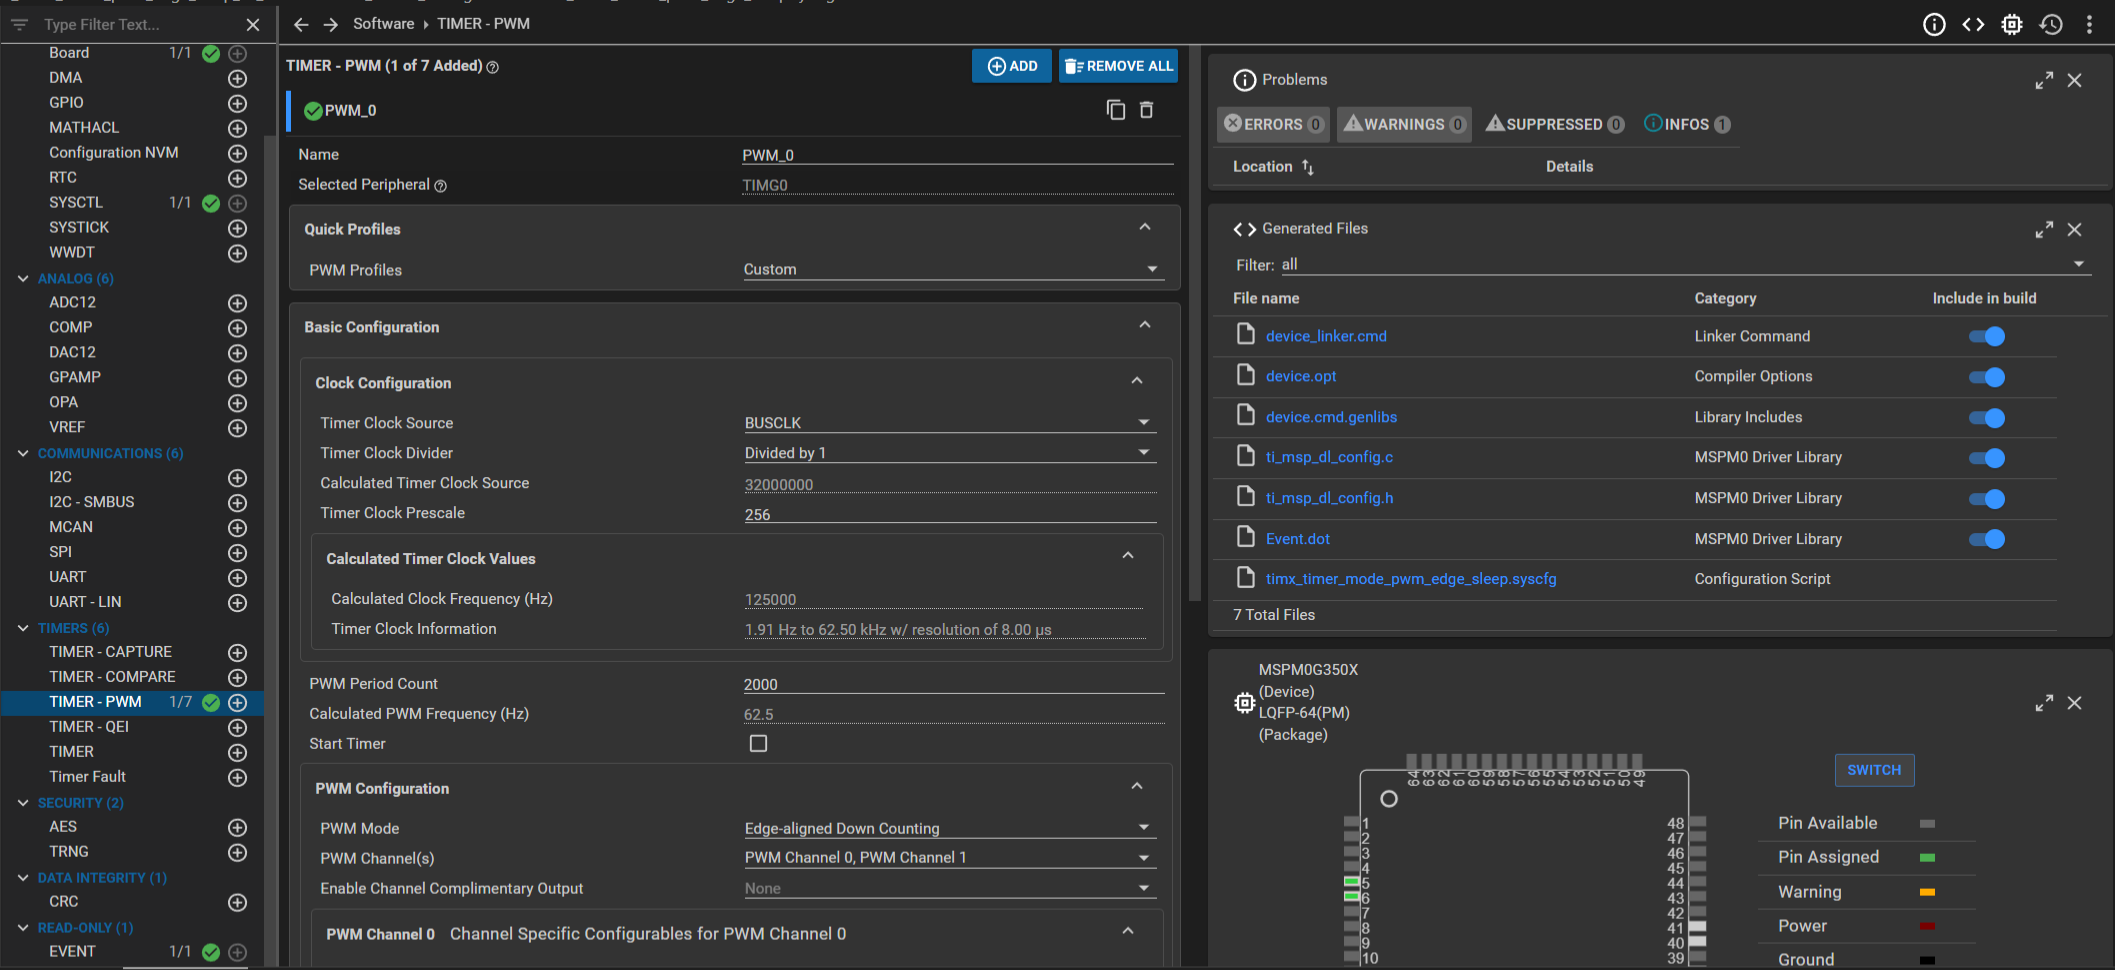 Type Filter Text...
Board 1/1
DMA
GPIO
MATHACL
Configuration NVM
RTC
SYSCTL 1/1
SYSTICK
WWDT
ANALOG (6)
ADC12
COMP
DAC12
GPAMP
OPA
VREF
COMMUNICATIONS (6)
I2C
I2C - SMBUS
MCAN
SPI
UART
UART - LIN
TIMERS (6)
TIMER - CAPTURE
TIMER - COMPARE
TIMER - PWM 1/7
TIMER - QEI
TIMER
Timer Fault
SECURITY (2)
AES
TRNG
DATA INTEGRITY (1)
CRC
READ-ONLY (1)
EVENT 1/1
Software › TIMER - PWM
TIMER - PWM (1 of 7 Added)
ADD
REMOVE ALL
PWM_0
Name PWM_0
Selected Peripheral TIMG0
Quick Profiles
PWM Profiles Custom
Basic Configuration
Clock Configuration
Timer Clock Source BUSCLK
Timer Clock Divider Divided by 1
Calculated Timer Clock Source 32000000
Timer Clock Prescale 256
Calculated Timer Clock Values
Calculated Clock Frequency (Hz) 125000
Timer Clock Information 1.91 Hz to 62.50 kHz w/ resolution of 8.00 µs
PWM Period Count 2000
Calculated PWM Frequency (Hz) 62.5
Start Timer
PWM Configuration
PWM Mode Edge-aligned Down Counting
PWM Channel(s) PWM Channel 0, PWM Channel 1
Enable Channel Complimentary Output None
PWM Channel 0 Channel Specific Configurables for PWM Channel 0
Problems
ERRORS 0 WARNINGS 0 SUPPRESSED 0 INFOS 1
Location Details
Generated Files
Filter: all
File name Category Include in build
device_linker.cmd Linker Command
device.opt Compiler Options
device.cmd.genlibs Library Includes
ti_msp_dl_config.c MSPM0 Driver Library
ti_msp_dl_config.h MSPM0 Driver Library
Event.dot MSPM0 Driver Library
timx_timer_mode_pwm_edge_sleep.syscfg Configuration Script
7 Total Files
MSPM0G350X
(Device)
LQFP-64(PM)
(Package)
SWITCH
64 63 62 61 60 59 58 57 56 55 54 53 52 51 50 49
1 48
2 47
3 46
4 45
5 44
6 43
7 42
8 41
9 40
10 39
Pin Available
Pin Assigned
Warning
Power
Ground